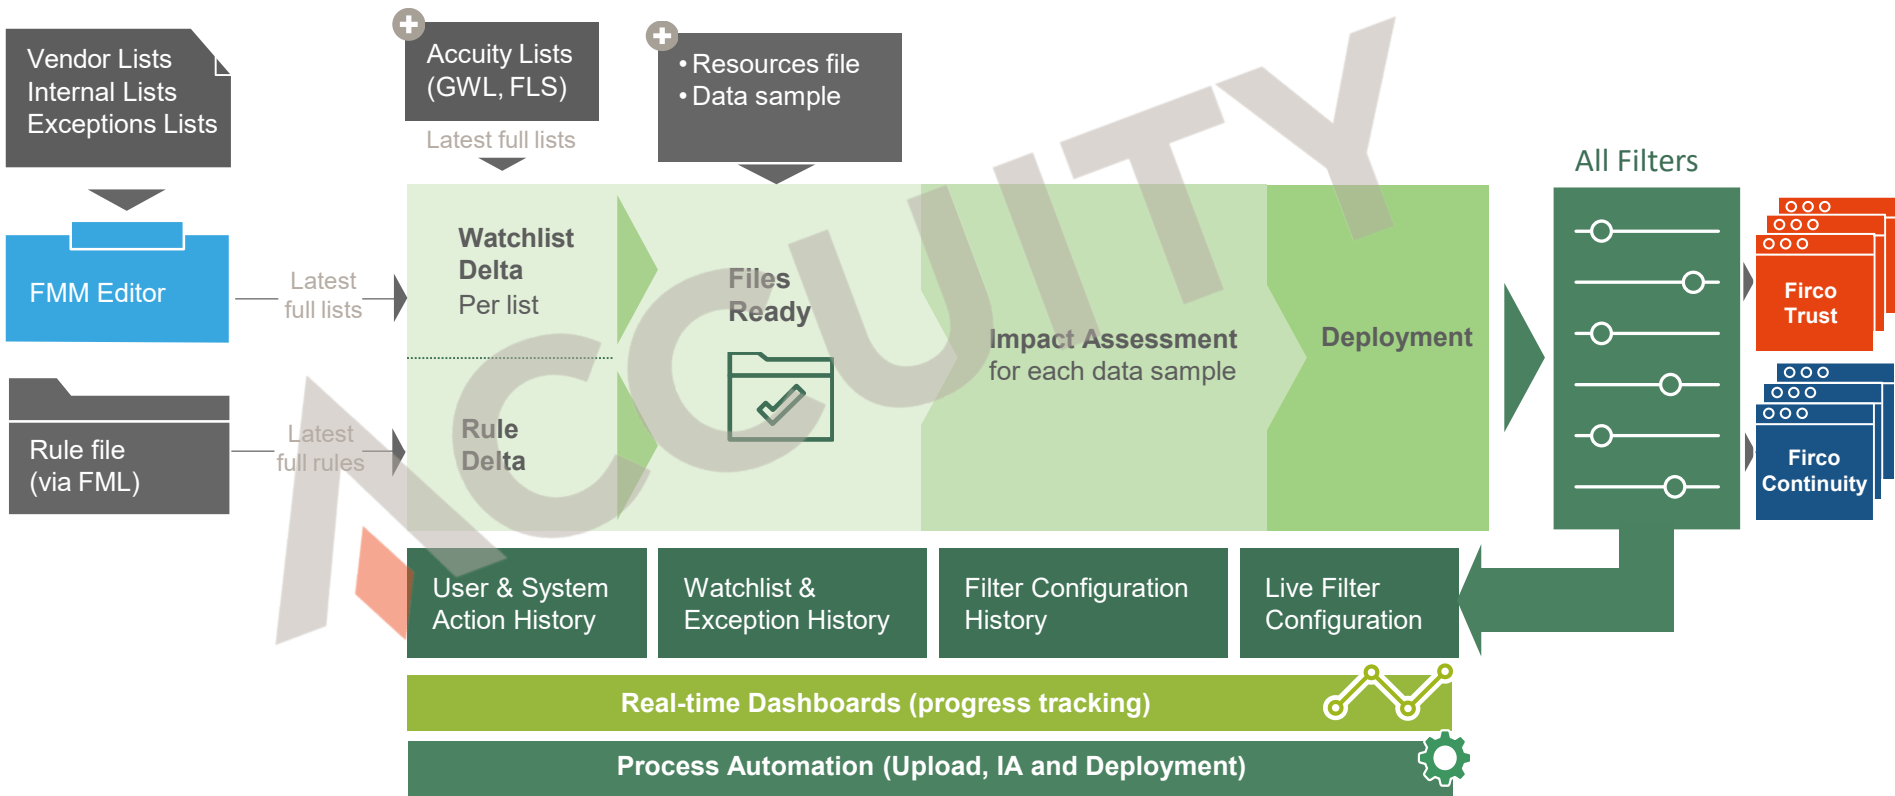 Vendor Lists
Internal Lists
Exceptions Lists
Accuity Lists
(GWL, FLS)
Latest full lists
• Resources file
• Data sample
FMM Editor
Latest
full lists
Rule file
(via FML)
Latest
full rules
Watchlist
Delta
Per list
Rule
Delta
Files
Ready
Impact Assessment
for each data sample
Deployment
All Filters
Firco
Trust
Firco
Continuity
User & System
Action History
Watchlist &
Exception History
Filter Configuration
History
Live Filter
Configuration
Real-time Dashboards (progress tracking)
Process Automation (Upload, IA and Deployment)
ACCUITY